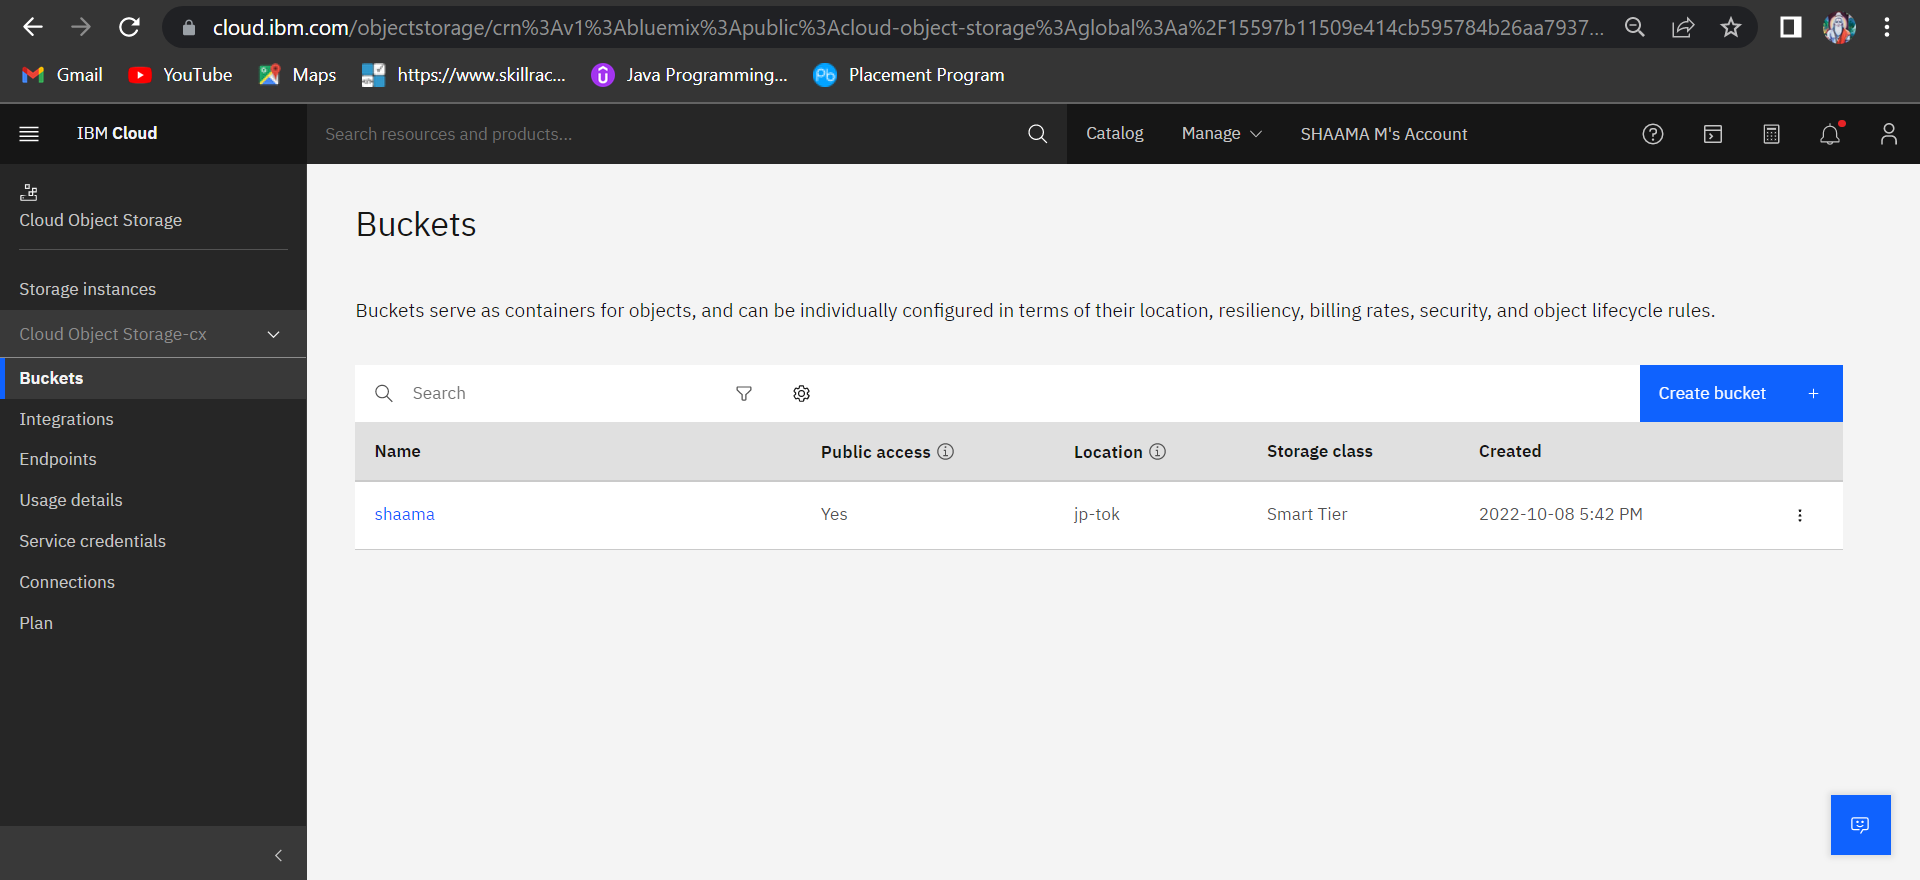 cloud.ibm.com/objectstorage/crn%3Av1%3Abluemix%3Apublic%3Acloud-object-storage%3Aglobal%3Aa%2F15597b11509e414cb595784b26aa7937...
Gmail YouTube Maps https://www.skillrac... Java Programming... Placement Program
IBM Cloud Search resources and products... Catalog Manage SHAAMA M's Account
Cloud Object Storage
Storage instances
Cloud Object Storage-cx
Buckets
Integrations
Endpoints
Usage details
Service credentials
Connections
Plan
Buckets
Buckets serve as containers for objects, and can be individually configured in terms of their location, resiliency, billing rates, security, and object lifecycle rules.
Search Create bucket +
Name Public access Location Storage class Created
shaama Yes jp-tok Smart Tier 2022-10-08 5:42 PM